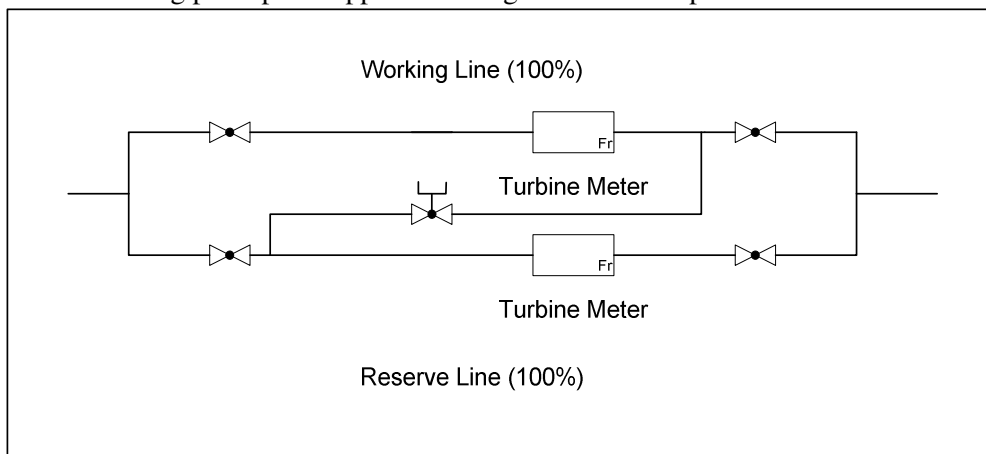 Working Line (100%)
Fr
Turbine Meter
Fr
Turbine Meter
Reserve Line (100%)